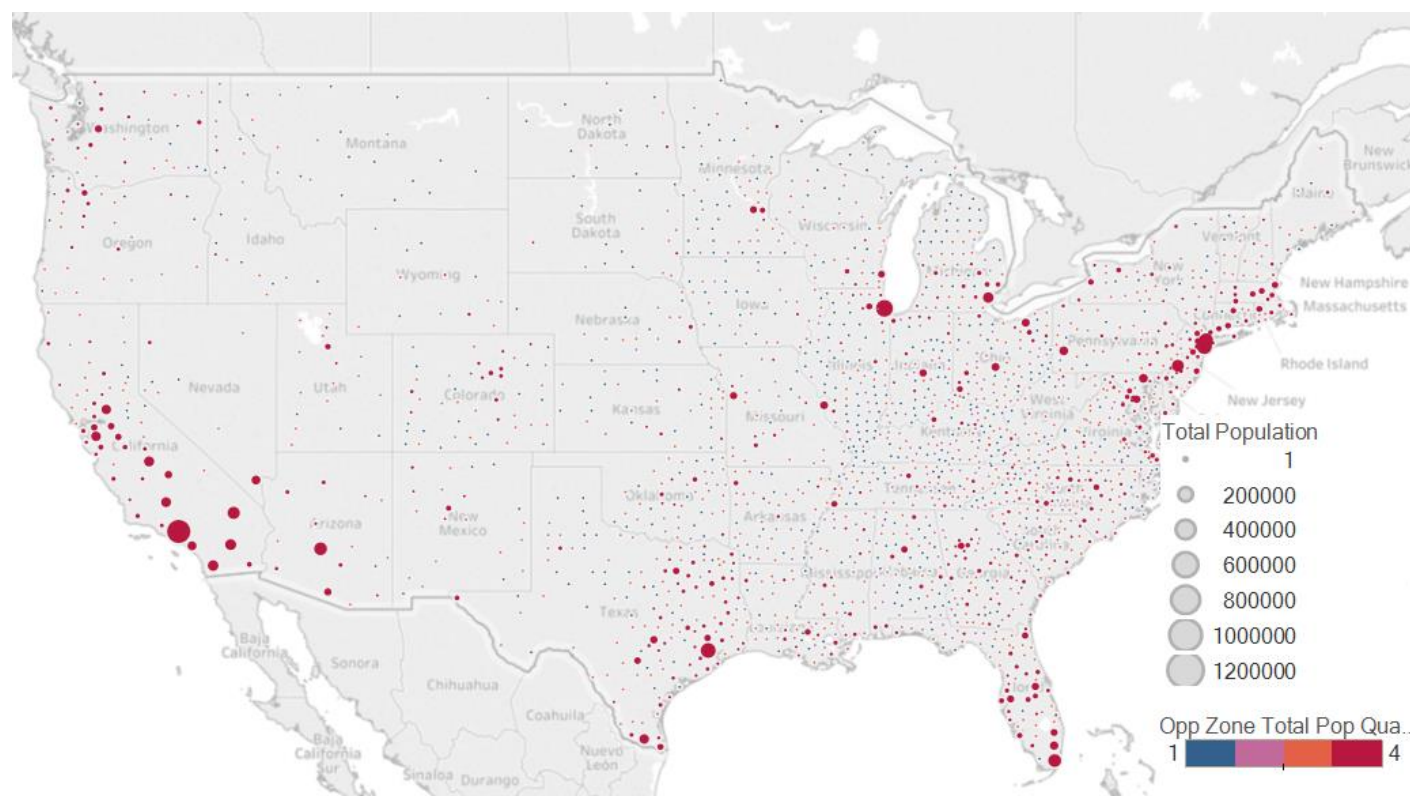 North
Dakota
New
Brunswick
Washington
Montana
Minnesota
Maine
South
Dakota
Wisconsin
Vermont
Oregon
Idaho
Wyoming
Michigan
New
York
New Hampshire
Massachusetts
Iowa
Nebraska
Pennsylvania
Rhode Island
Nevada
Utah
Colorado
Illinois
Indiana
Ohio
Kansas
Missouri
West
Virginia
New Jersey
California
Kentucky
Virginia
Total Population
1
200000
400000
600000
800000
1000000
1200000
Oklahoma
Tennessee
North
Arizona
New
Mexico
Arkansas
Mississippi
Georgia
Texas
Baja
California
Sonora
Chihuahua
Coahuila
Baja
California
Sur
Nuevo
León
Sinaloa
Durango
Opp Zone Total Pop Qua..
1
4